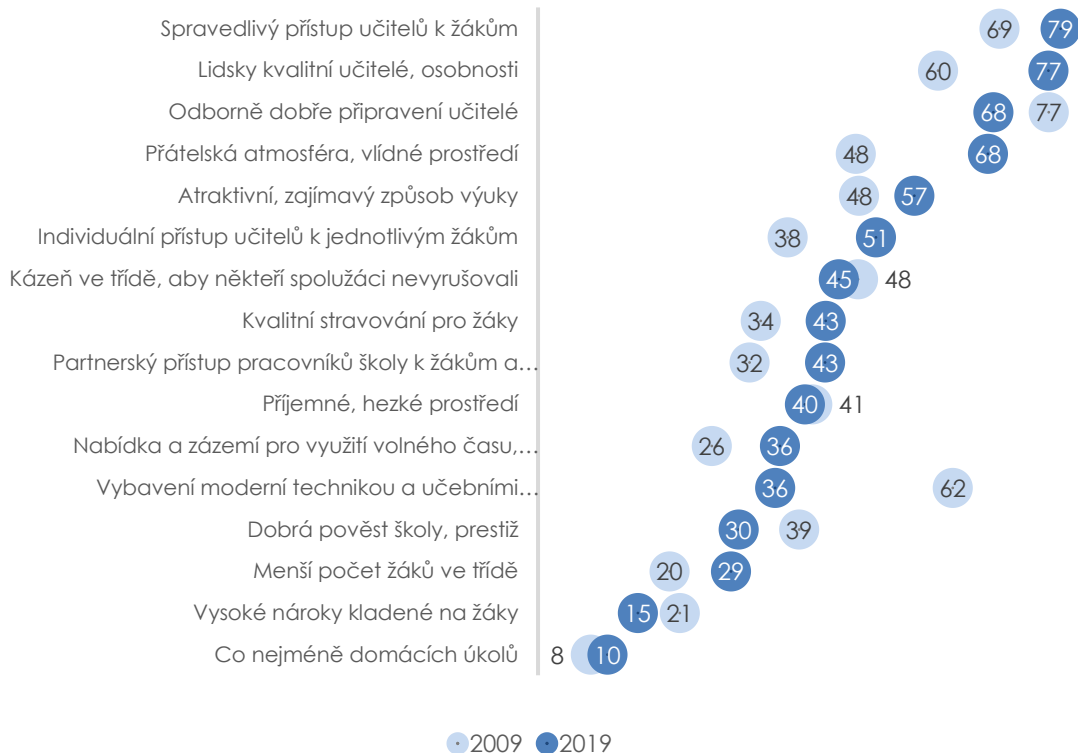 Spravedlivý přístup učitelů k žákům 69 79
Lidsky kvalitní učitelé, osobnosti 60 77
Odborně dobře připravení učitelé 68 77
Přátelská atmosféra, vlídné prostředí 48 68
Atraktivní, zajímavý způsob výuky 48 57
Individuální přístup učitelů k jednotlivým žákům 38 51
Kázeň ve třídě, aby někteří spolužáci nevyrušovali 45 48
Kvalitní stravování pro žáky 34 43
Partnerský přístup pracovníků školy k žákům a... 32 43
Příjemné, hezké prostředí 40 41
Nabídka a zázemí pro využití volného času,... 26 36
Vybavení moderní technikou a učebními... 36 62
Dobrá pověst školy, prestiž 30 39
Menší počet žáků ve třídě 20 29
Vysoké nároky kladené na žáky 15 21
Co nejméně domácích úkolů 8 10
2009 2019